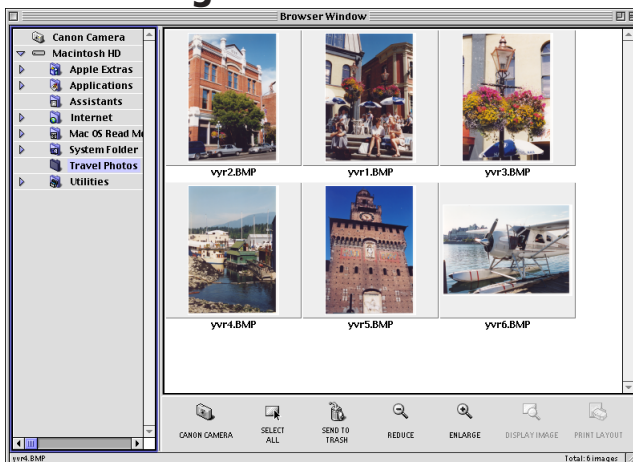 Browser Window
Canon Camera
Macintosh HD
Apple Extras
Applications
Assistants
Internet
Mac OS Read Me
System Folder
Travel Photos
Utilities
vyr2.BMP
yvr1.BMP
yvr3.BMP
yvr4.BMP
yvr5.BMP
yvr6.BMP
CANON CAMERA
SELECT ALL
SEND TO TRASH
REDUCE
ENLARGE
DISPLAY IMAGE
PRINT LAYOUT
yvr4.BMP
Total: 6 images